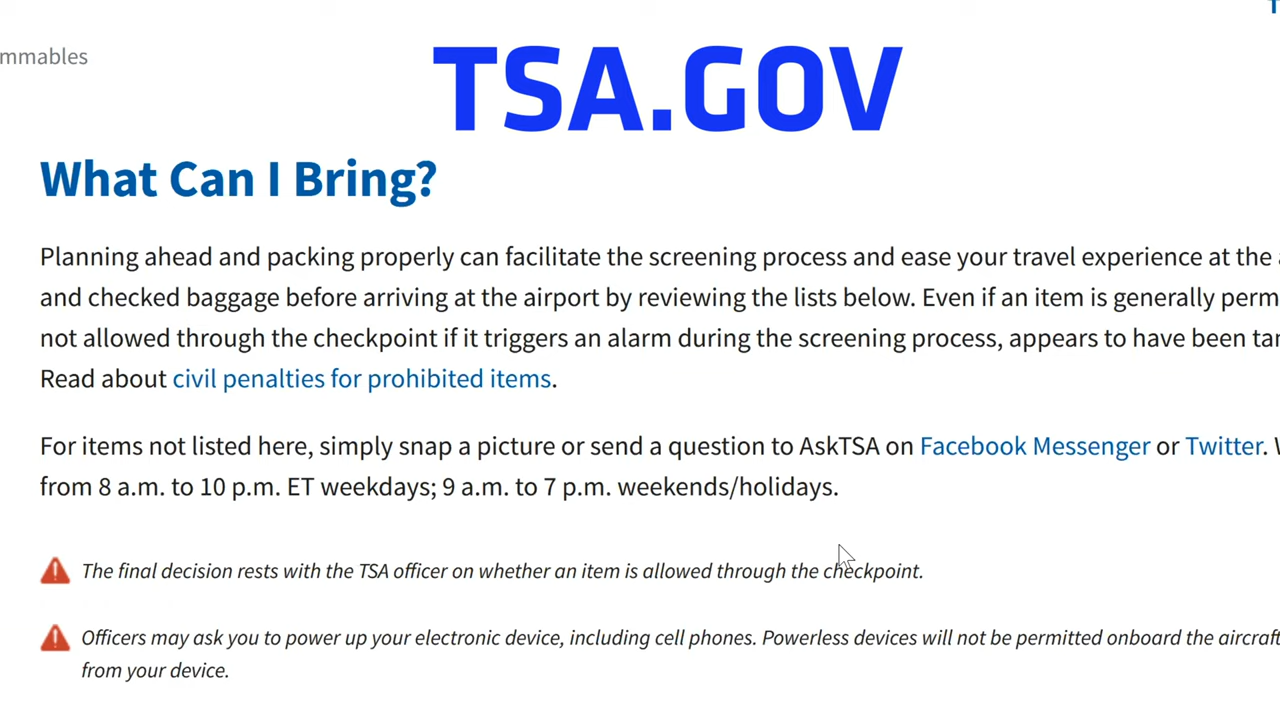 T
mmables
TSA.GOV
What Can I Bring?
Planning ahead and packing properly can facilitate the screening process and ease your travel experience at the
and checked baggage before arriving at the airport by reviewing the lists below. Even if an item is generally perm
not allowed through the checkpoint if it triggers an alarm during the screening process, appears to have been tar
Read about civil penalties for prohibited items.
For items not listed here, simply snap a picture or send a question to AskTSA on Facebook Messenger or Twitter. W
from 8 a.m. to 10 p.m. ET weekdays; 9 a.m. to 7 p.m. weekends/holidays.
The final decision rests with the TSA officer on whether an item is allowed through the checkpoint.
Officers may ask you to power up your electronic device, including cell phones. Powerless devices will not be permitted onboard the aircraft
from your device.